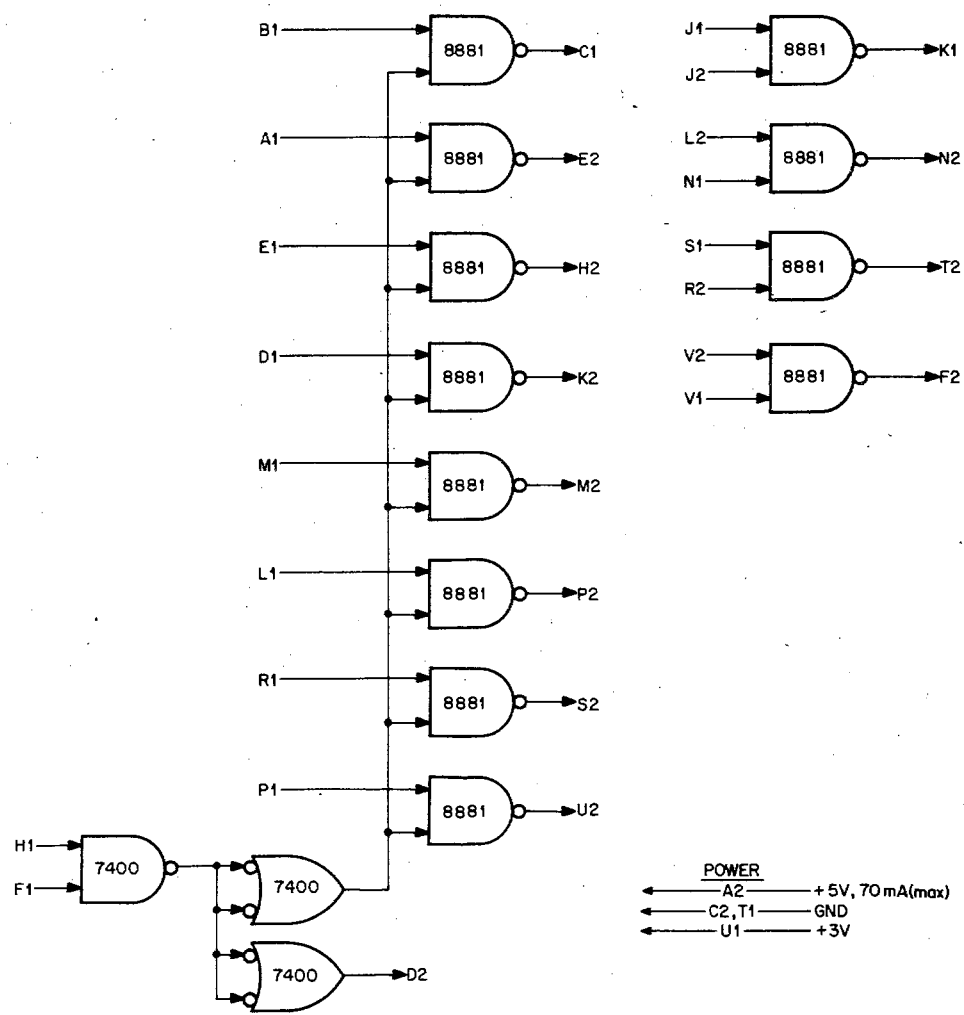 B1 8881 C1
J1 J2 8881 K1
A1 8881 E2
L2 N1 8881 N2
E1 8881 H2
S1 R2 8881 T2
D1 8881 K2
V2 V1 8881 F2
M1 8881 M2
L1 8881 P2
R1 8881 S2
P1 8881 U2
H1 F1 7400
7400
7400 D2
POWER
A2 +5V, 70 mA(max)
C2, T1 GND
U1 +3V